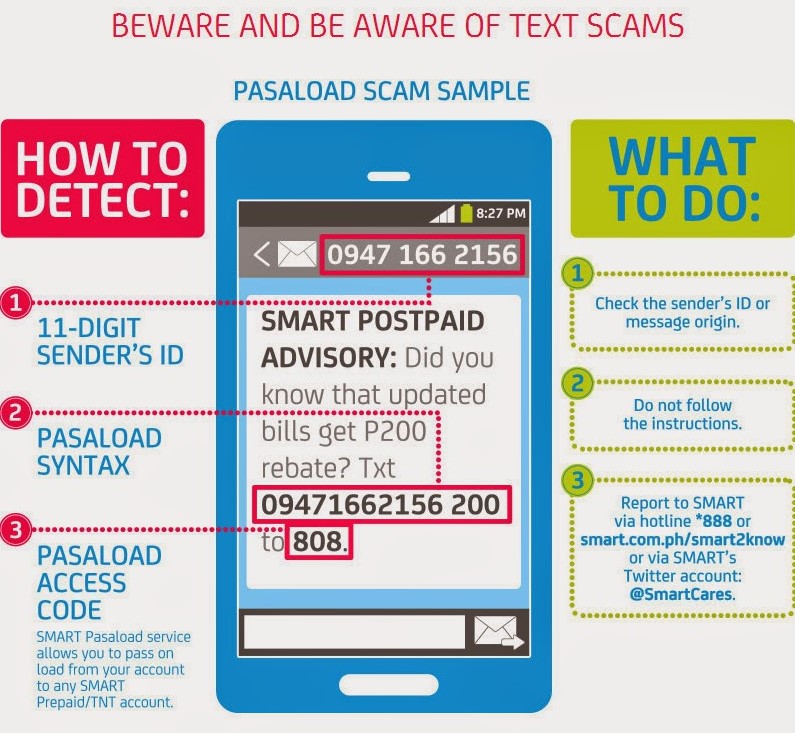 BEWARE AND BE AWARE OF TEXT SCAMS
PASALOAD SCAM SAMPLE
HOW TO
DETECT:
1
11-DIGIT
SENDER'S ID
2
PASALOAD
SYNTAX
3
PASALOAD
ACCESS
CODE
SMART Pasaload service
allows you to pass on
load from your account
to any SMART
Prepaid/TNT account.
8:27 PM
0947 166 2156
SMART POSTPAID
ADVISORY: Did you
know that updated
bills get P200
rebate? Txt
09471662156 200
to 808.
WHAT
TO DO:
1
Check the sender's ID or
message origin.
2
Do not follow
the instructions.
3
Report to SMART
via hotline *888 or
smart.com.ph/smart2know
or via SMART's
Twitter account:
@SmartCares.